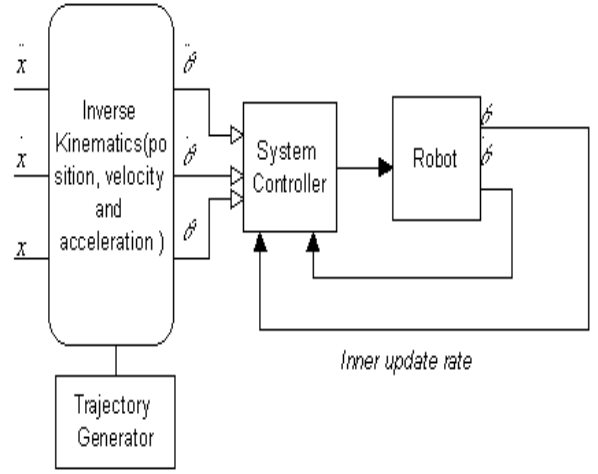 ẍ
ẋ
x
Inverse
Kinematics(po
sition, velocity
and
acceleration )
θ̈
θ̇
θ
System
Controller
Robot
θ
θ̇
Inner update rate
Trajectory
Generator